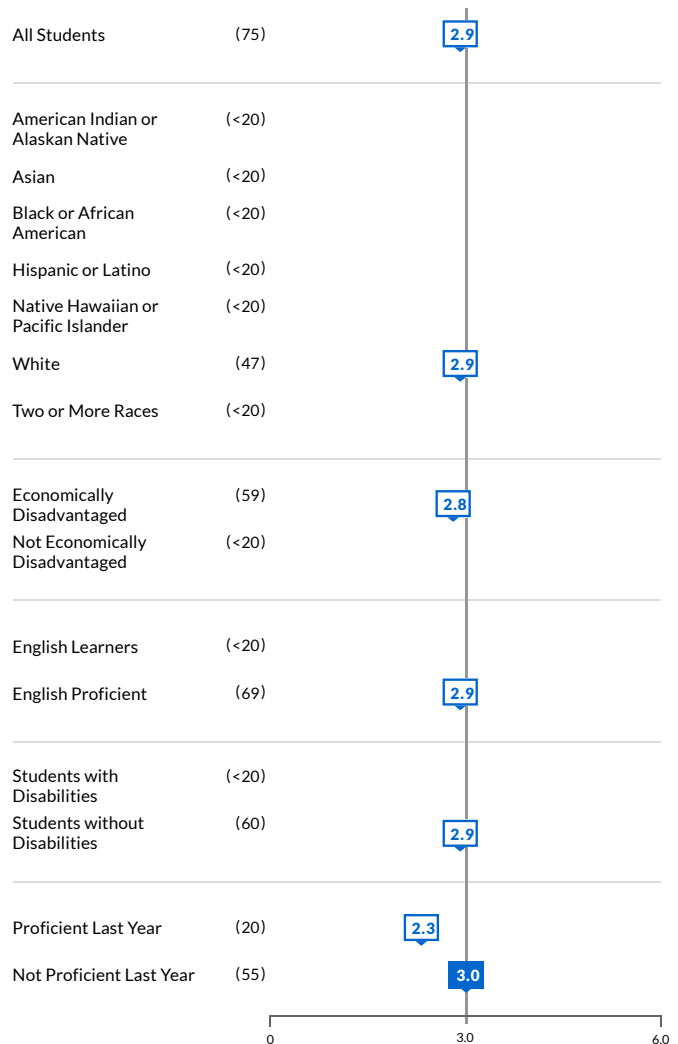 All Students (75) 2.9
American Indian or (<20)
Alaskan Native
Asian (<20)
Black or African (<20)
American
Hispanic or Latino (<20)
Native Hawaiian or (<20)
Pacific Islander
White (47) 2.9
Two or More Races (<20)
Economically (59) 2.8
Disadvantaged
Not Economically (<20)
Disadvantaged
English Learners (<20)
English Proficient (69) 2.9
Students with (<20)
Disabilities
Students without (60) 2.9
Disabilities
Proficient Last Year (20) 2.3
Not Proficient Last Year (55) 3.0
0 3.0 6.0